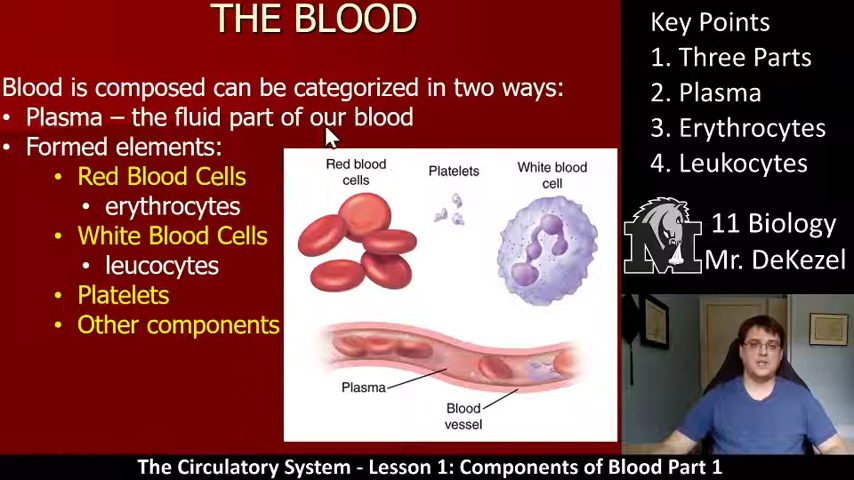 THE BLOOD
Blood is composed can be categorized in two ways:
• Plasma – the fluid part of our blood
• Formed elements:
• Red Blood Cells
• erythrocytes
• White Blood Cells
• leucocytes
• Platelets
• Other components
Red blood
cells
Platelets
White blood
cell
Plasma
Blood
vessel
Key Points
1. Three Parts
2. Plasma
3. Erythrocytes
4. Leukocytes
M
11 Biology
Mr. DeKezel
The Circulatory System - Lesson 1: Components of Blood Part 1